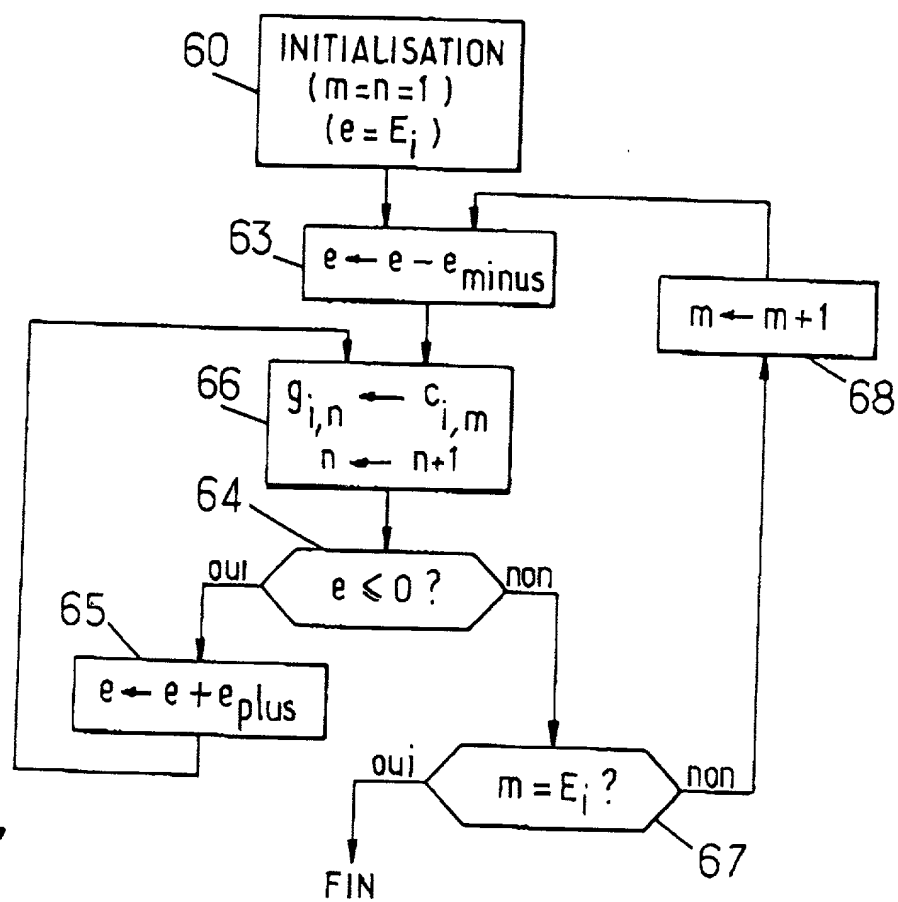 60
INITIALISATION
(m=n=1)
(e=E_i)
63
e ← e − e_minus
m ← m+1
68
66
g_i,n ← c_i,m
n ← n+1
64
e ⩽ 0 ?
oui
non
65
e ← e + e_plus
m = E_i ?
oui
non
67
FIN